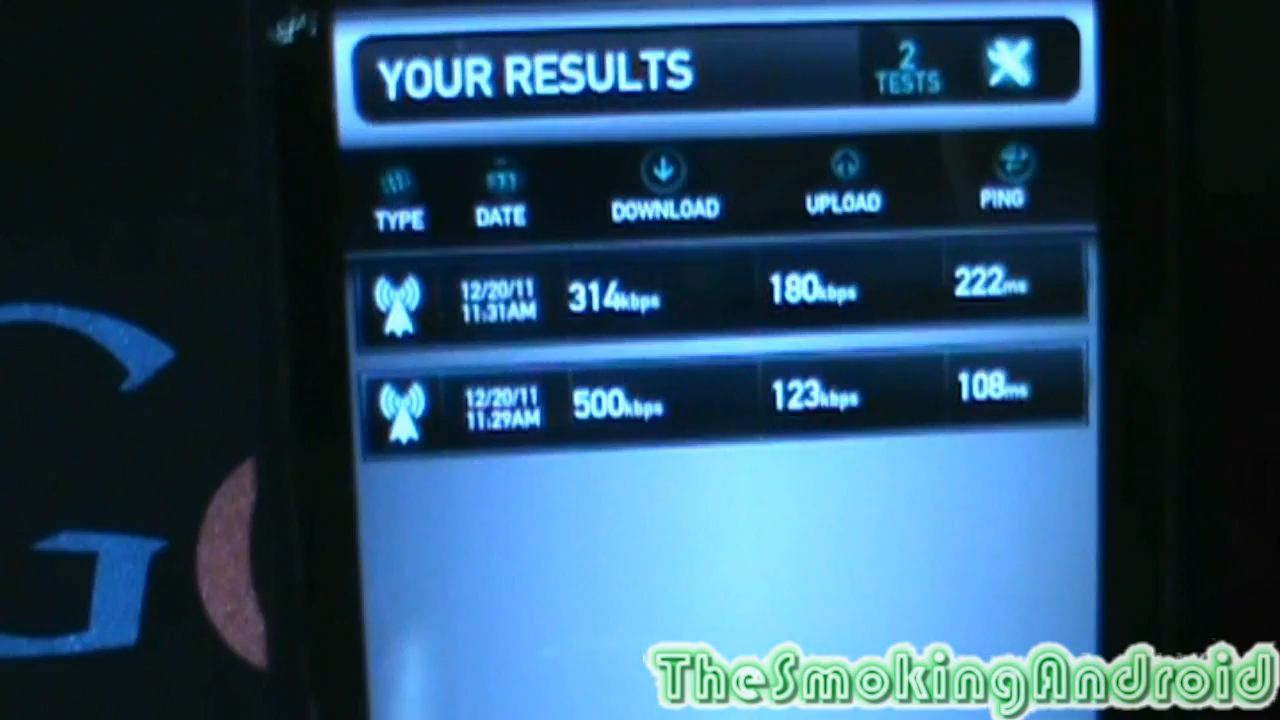 YOUR RESULTS
2
TESTS
TYPE DATE DOWNLOAD UPLOAD PING
12/20/11
11:31AM
314kbps 180kbps 222ms
12/20/11
11:29AM
500kbps 123kbps 108ms
G
TheSmokingAndroid